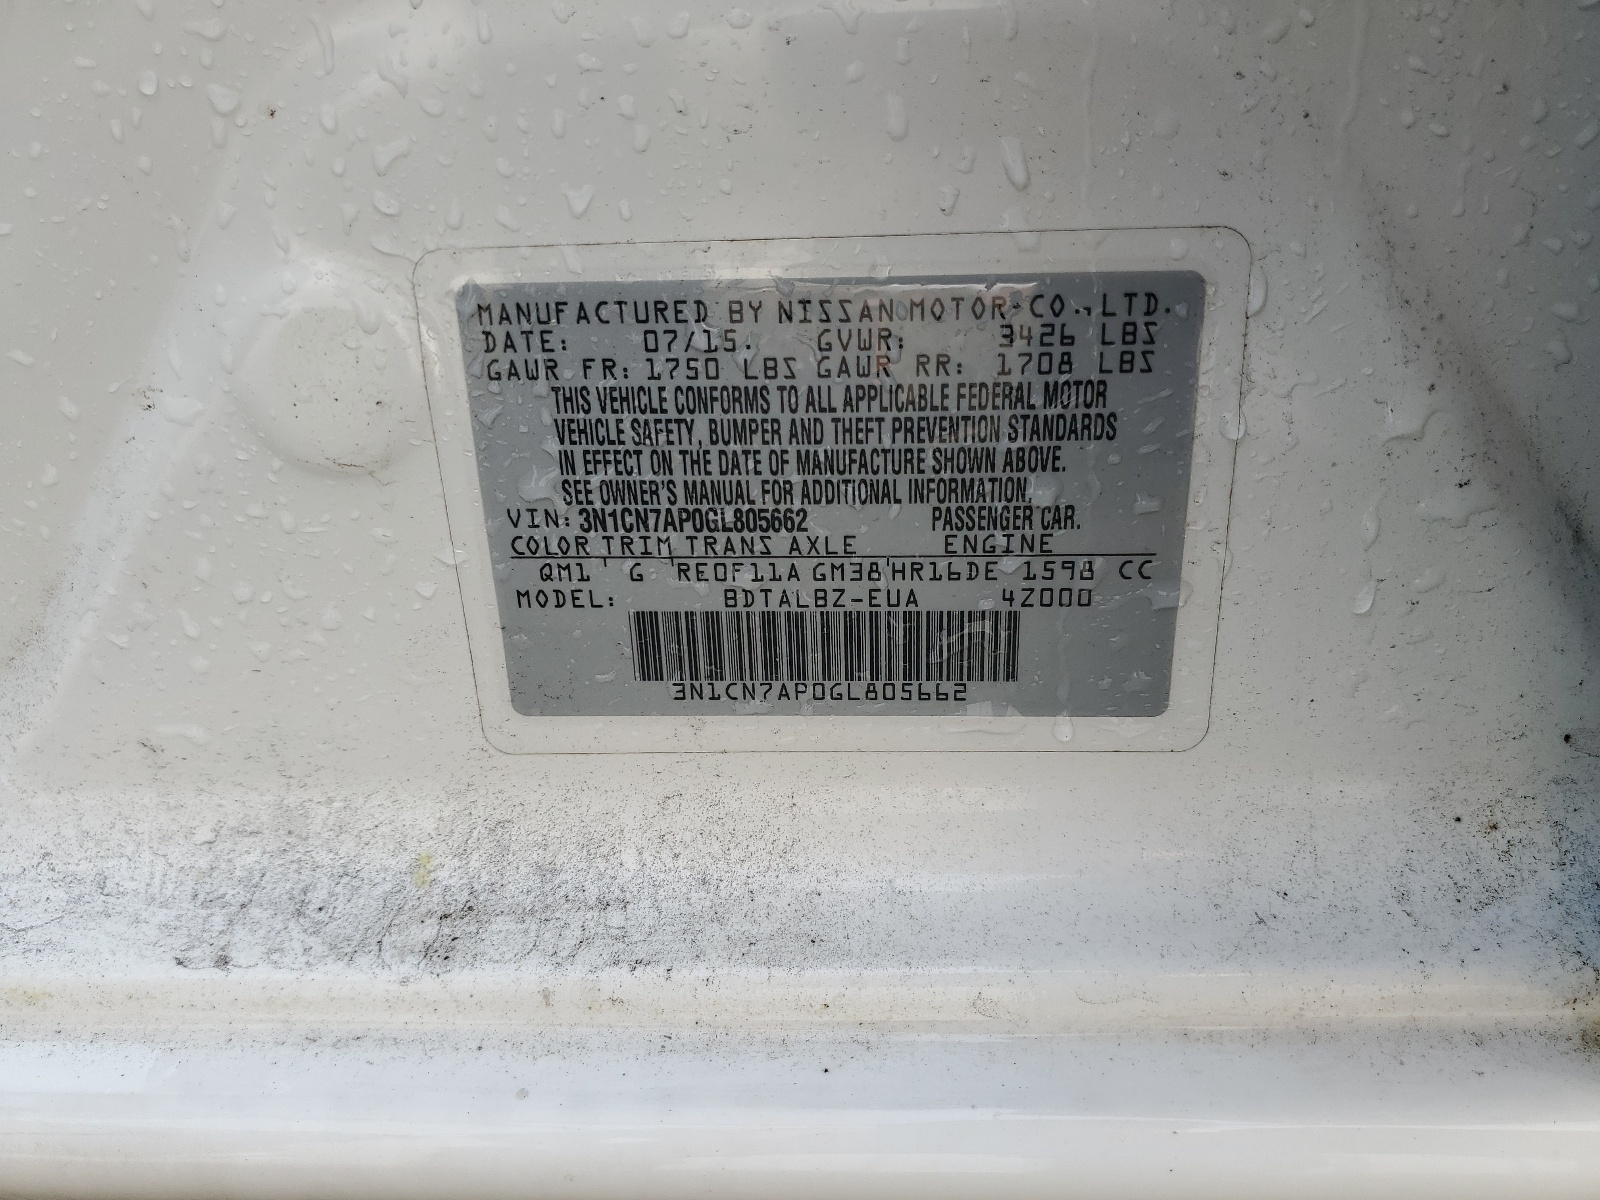 MANUFACTURED BY NISSAN MOTOR CO., LTD.
DATE: 07/15. GVWR: 3426 LBS
GAWR FR: 1750 LBS GAWR RR: 1708 LBS
THIS VEHICLE CONFORMS TO ALL APPLICABLE FEDERAL MOTOR
VEHICLE SAFETY, BUMPER AND THEFT PREVENTION STANDARDS
IN EFFECT ON THE DATE OF MANUFACTURE SHOWN ABOVE.
SEE OWNER'S MANUAL FOR ADDITIONAL INFORMATION.
VIN: 3N1CN7AP0GL805662 PASSENGER CAR.
COLOR TRIM TRANS AXLE ENGINE
QM1 G RE0F11A GM38 HR16DE 1598 CC
MODEL: BDTALBZ-EUA 4Z000
3N1CN7AP0GL805662